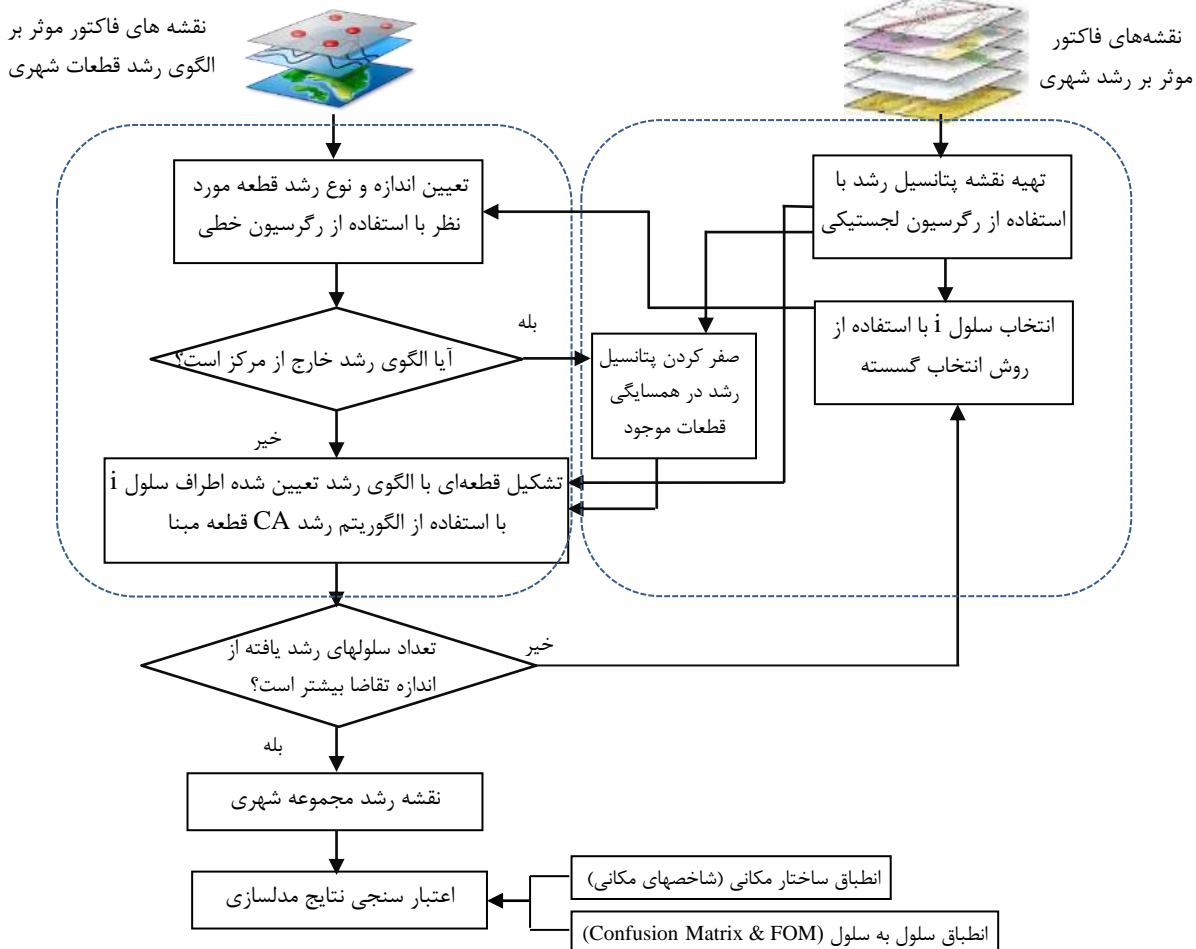 نقشه‌های فاکتور
موثر بر رشد شهری
نقشه های فاکتور موثر بر
الگوی رشد قطعات شهری
تهیه نقشه پتانسیل رشد با
استفاده از رگرسیون لجستیکی
تعیین اندازه و نوع رشد قطعه مورد
نظر با استفاده از رگرسیون خطی
انتخاب سلول i با استفاده از
روش انتخاب گسسته
بله
آیا الگوی رشد خارج از مرکز است؟
صفر کردن پتانسیل
رشد در همسایگی
قطعات موجود
خیر
تشکیل قطعه‌ای با الگوی رشد تعیین شده اطراف سلول i
با استفاده از الگوریتم رشد CA قطعه مبنا
خیر
تعداد سلولهای رشد یافته از
اندازه تقاضا بیشتر است؟
بله
نقشه رشد مجموعه شهری
اعتبار سنجی نتایج مدلسازی
انطباق ساختار مکانی (شاخصهای مکانی)
انطباق سلول به سلول (Confusion Matrix & FOM)